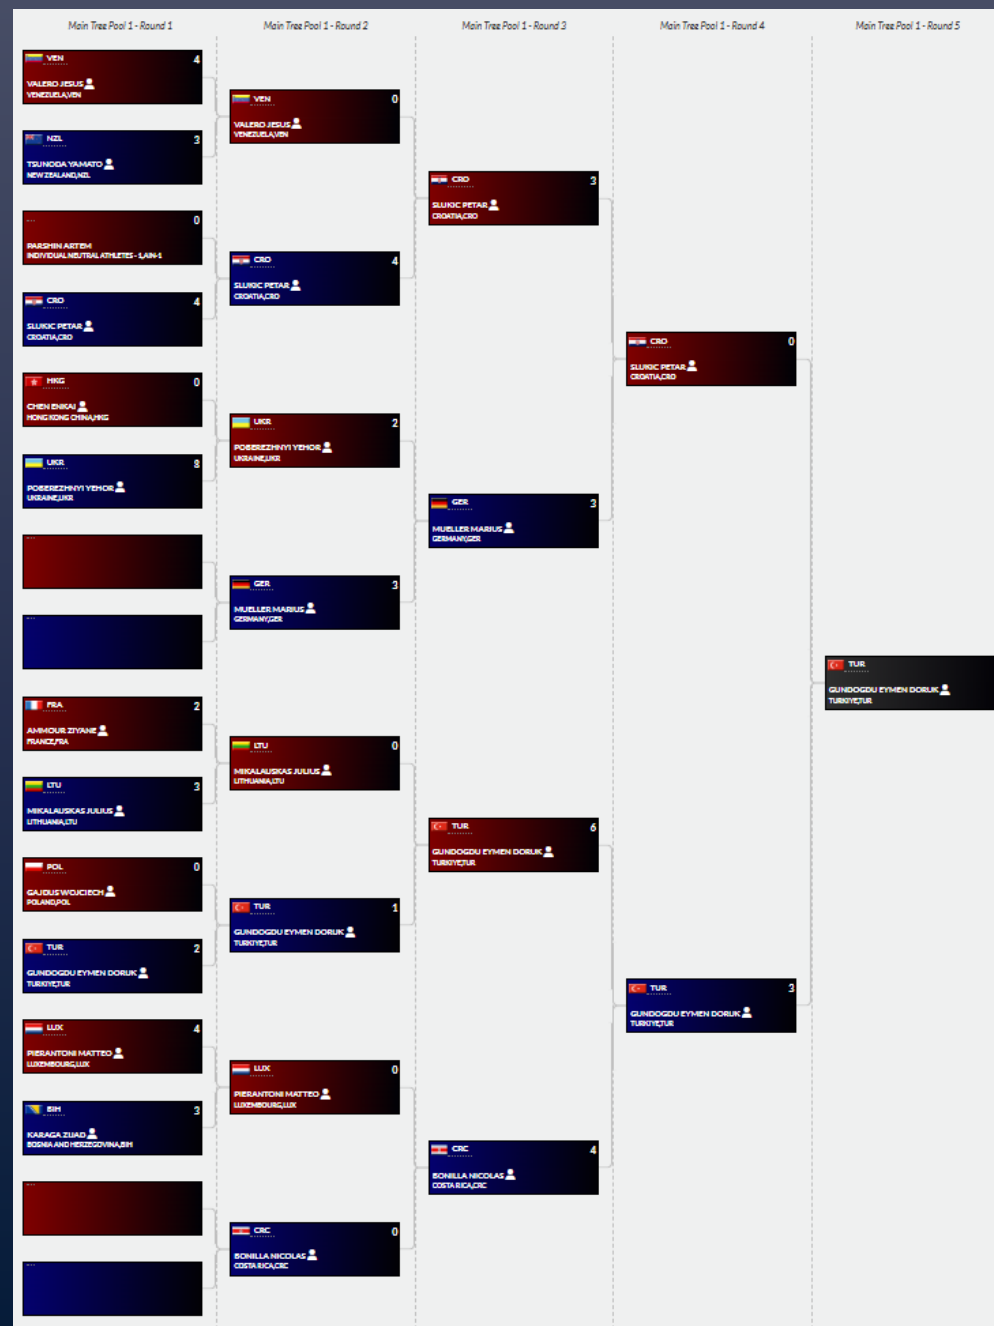 Main Tree Pool 1 - Round 1
Main Tree Pool 1 - Round 2
Main Tree Pool 1 - Round 3
Main Tree Pool 1 - Round 4
Main Tree Pool 1 - Round 5
VEN 4
VALERO JESUS
VENEZUELA,VEN
NZL 3
TSUNODA YAMATO
NEW ZEALAND,NZL
--- 0
PARSHIN ARTEM
INDIVIDUAL NEUTRAL ATHLETES - 1,AIN-1
CRO 4
SLUKIC PETAR
CROATIA,CRO
HKG 0
CHEN ENKAI
HONG KONG CHINA,HKG
UKR 8
POBEREZHNYI YEHOR
UKRAINE,UKR
---
---
FRA 2
AMMOUR ZIYANE
FRANCE,FRA
LTU 3
MIKALAUSKAS JULIUS
LITHUANIA,LTU
POL 0
GAJDUS WOJCIECH
POLAND,POL
TUR 2
GUNDOGDU EYMEN DORUK
TURKIYE,TUR
LUX 4
PIERANTONI MATTEO
LUXEMBOURG,LUX
BIH 3
KARAGA ZIJAD
BOSNIA AND HERZEGOVINA,BIH
---
---
VEN 0
VALERO JESUS
VENEZUELA,VEN
CRO 4
SLUKIC PETAR
CROATIA,CRO
UKR 2
POBEREZHNYI YEHOR
UKRAINE,UKR
GER 3
MUELLER MARIUS
GERMANY,GER
LTU 0
MIKALAUSKAS JULIUS
LITHUANIA,LTU
TUR 1
GUNDOGDU EYMEN DORUK
TURKIYE,TUR
LUX 0
PIERANTONI MATTEO
LUXEMBOURG,LUX
CRC 0
BONILLA NICOLAS
COSTA RICA,CRC
CRO 3
SLUKIC PETAR
CROATIA,CRO
GER 3
MUELLER MARIUS
GERMANY,GER
TUR 6
GUNDOGDU EYMEN DORUK
TURKIYE,TUR
CRC 4
BONILLA NICOLAS
COSTA RICA,CRC
CRO 0
SLUKIC PETAR
CROATIA,CRO
TUR 3
GUNDOGDU EYMEN DORUK
TURKIYE,TUR
TUR
GUNDOGDU EYMEN DORUK
TURKIYE,TUR